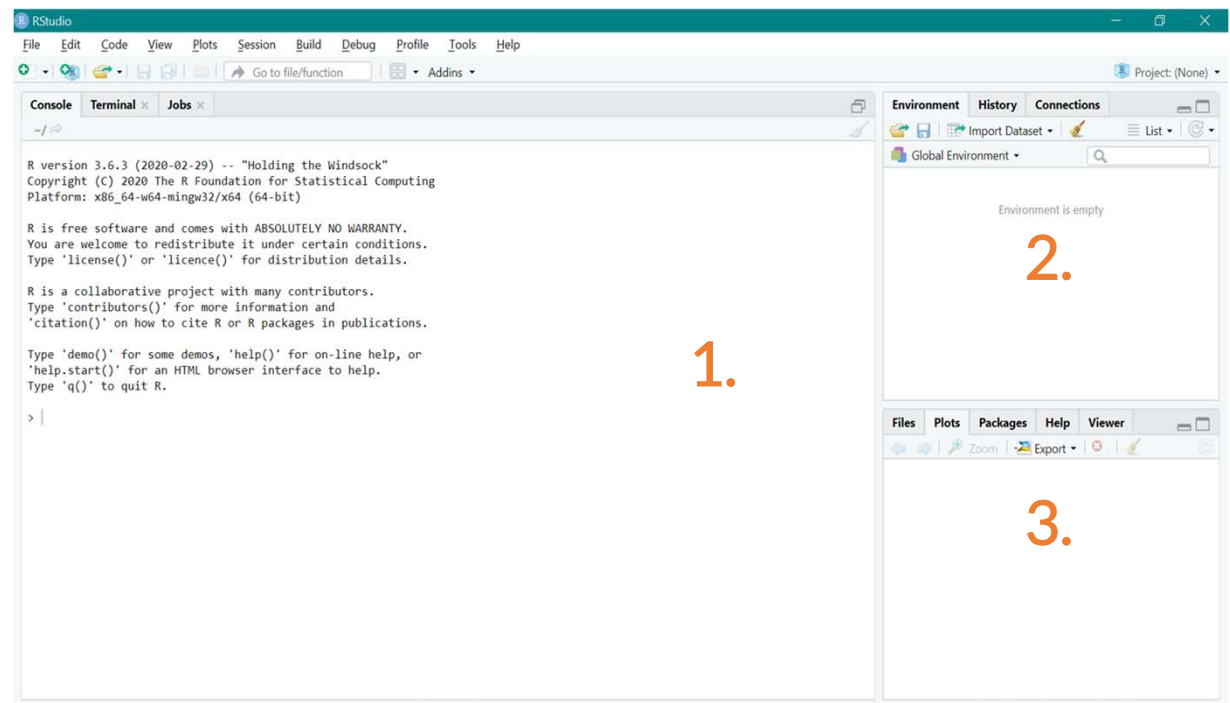 RStudio
File Edit Code View Plots Session Build Debug Profile Tools Help
Go to file/function Addins Project: (None)
Console Terminal Jobs
~/
R version 3.6.3 (2020-02-29) -- "Holding the Windsock"
Copyright (C) 2020 The R Foundation for Statistical Computing
Platform: x86_64-w64-mingw32/x64 (64-bit)
R is free software and comes with ABSOLUTELY NO WARRANTY.
You are welcome to redistribute it under certain conditions.
Type 'license()' or 'licence()' for distribution details.
R is a collaborative project with many contributors.
Type 'contributors()' for more information and
'citation()' on how to cite R or R packages in publications.
Type 'demo()' for some demos, 'help()' for on-line help, or
'help.start()' for an HTML browser interface to help.
Type 'q()' to quit R.
>
1.
Environment History Connections
Import Dataset List
Global Environment
Environment is empty
2.
Files Plots Packages Help Viewer
Zoom Export
3.